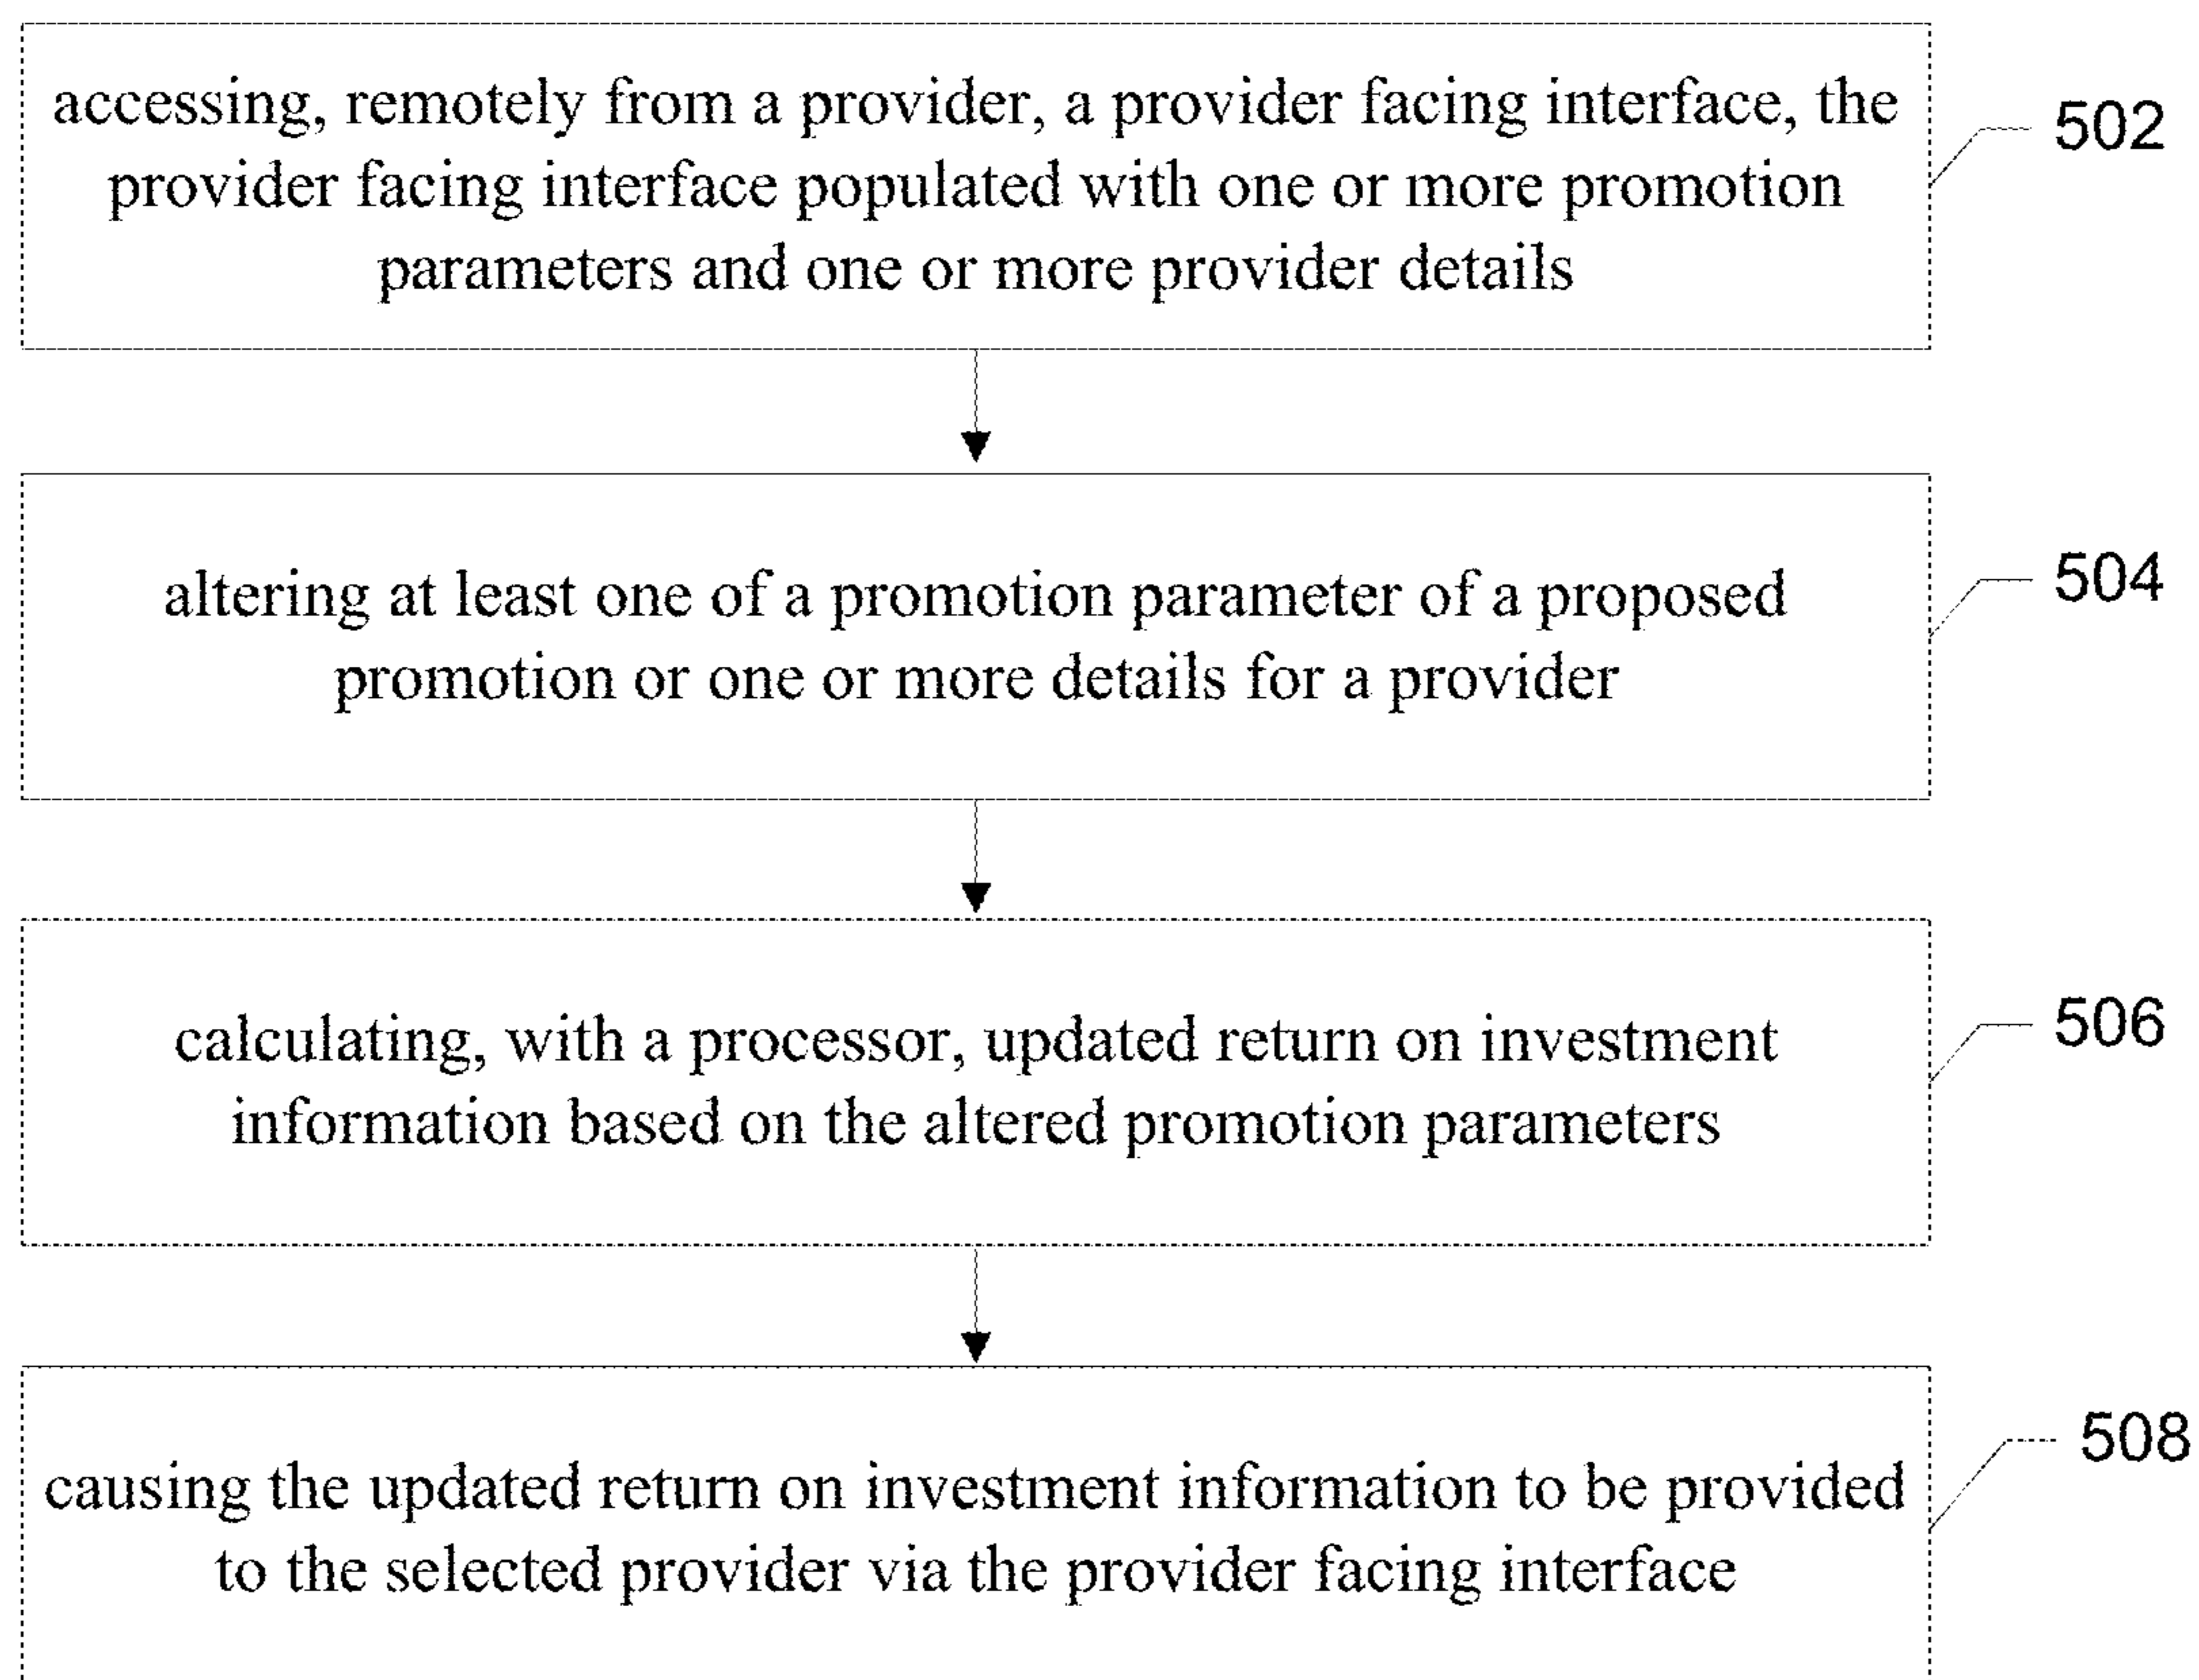 accessing, remotely from a provider, a provider facing interface, the
provider facing interface populated with one or more promotion
parameters and one or more provider details
502
altering at least one of a promotion parameter of a proposed
promotion or one or more details for a provider
504
calculating, with a processor, updated return on investment
information based on the altered promotion parameters
506
causing the updated return on investment information to be provided
to the selected provider via the provider facing interface
508